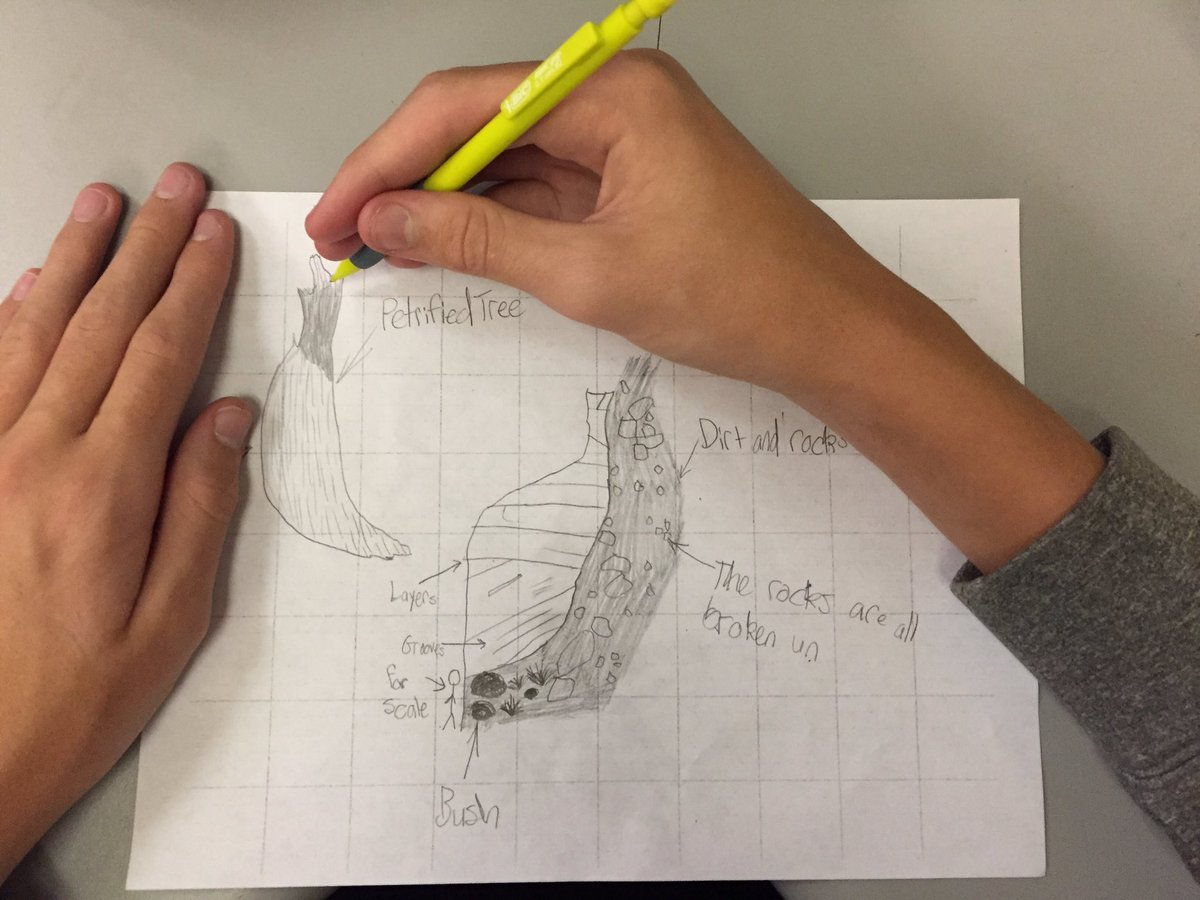 Petrified Tree
Dirt and rocks
Layers
The rocks are all
broken up
Grooves
for
scale
Bush